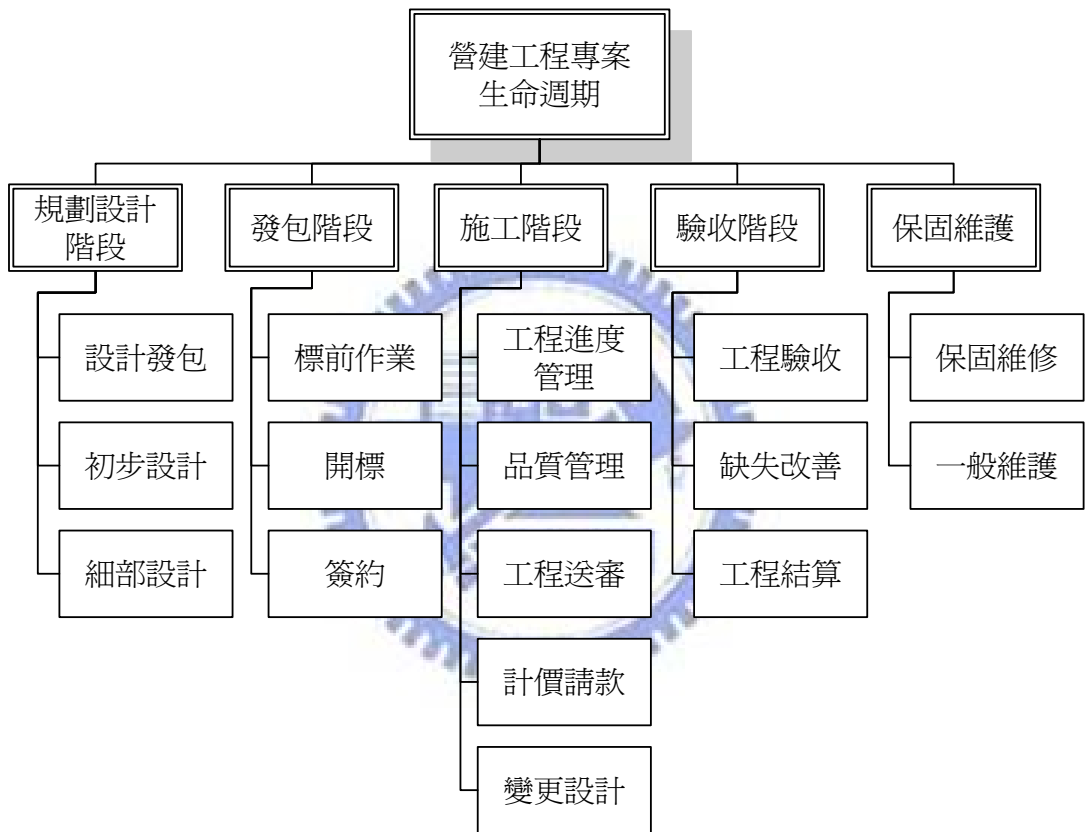 營建工程專案
生命週期
規劃設計
階段
發包階段
施工階段
驗收階段
保固維護
設計發包
初步設計
細部設計
標前作業
開標
簽約
工程進度
管理
品質管理
工程送審
計價請款
變更設計
工程驗收
缺失改善
工程結算
保固維修
一般維護